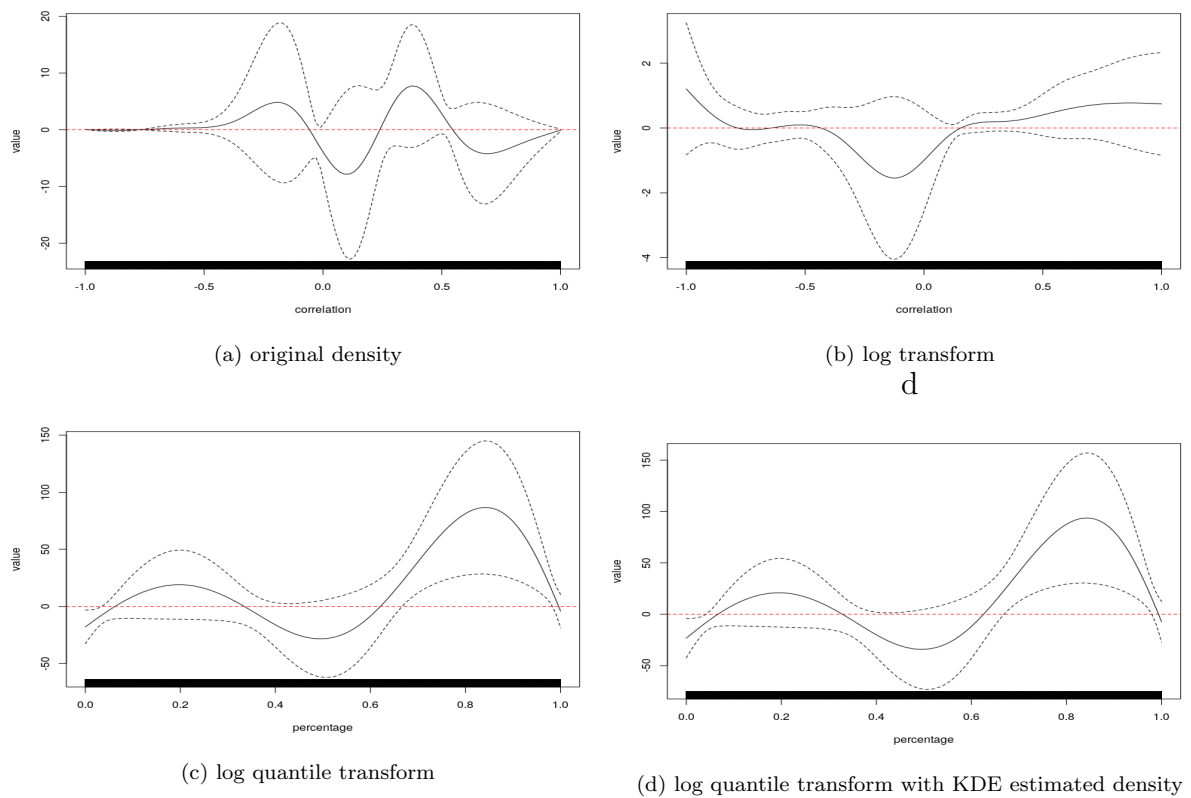 20
10
0
-10
-20
value
-1.0 -0.5 0.0 0.5 1.0
correlation
(a) original density
2
0
-2
-4
value
-1.0 -0.5 0.0 0.5 1.0
correlation
(b) log transform
d
150
100
50
0
-50
value
0.0 0.2 0.4 0.6 0.8 1.0
percentage
(c) log quantile transform
150
100
50
0
-50
value
0.0 0.2 0.4 0.6 0.8 1.0
percentage
(d) log quantile transform with KDE estimated density